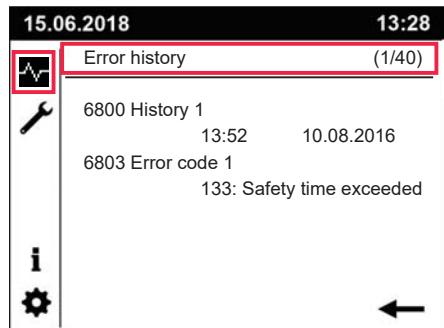 15.06.2018 13:28
Error history (1/40)
6800 History 1
13:52 10.08.2016
6803 Error code 1
133: Safety time exceeded
i